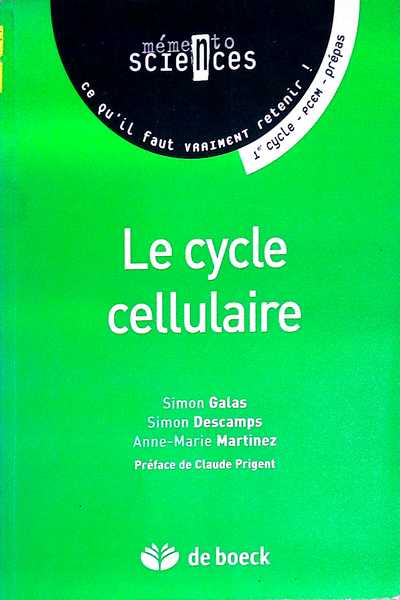 mémento
sciences
ce qu'il faut VRAIMENT retenir !
1er cycle - PCEM - prépas
Le cycle
cellulaire
Simon Galas
Simon Descamps
Anne-Marie Martinez
Préface de Claude Prigent
de boeck